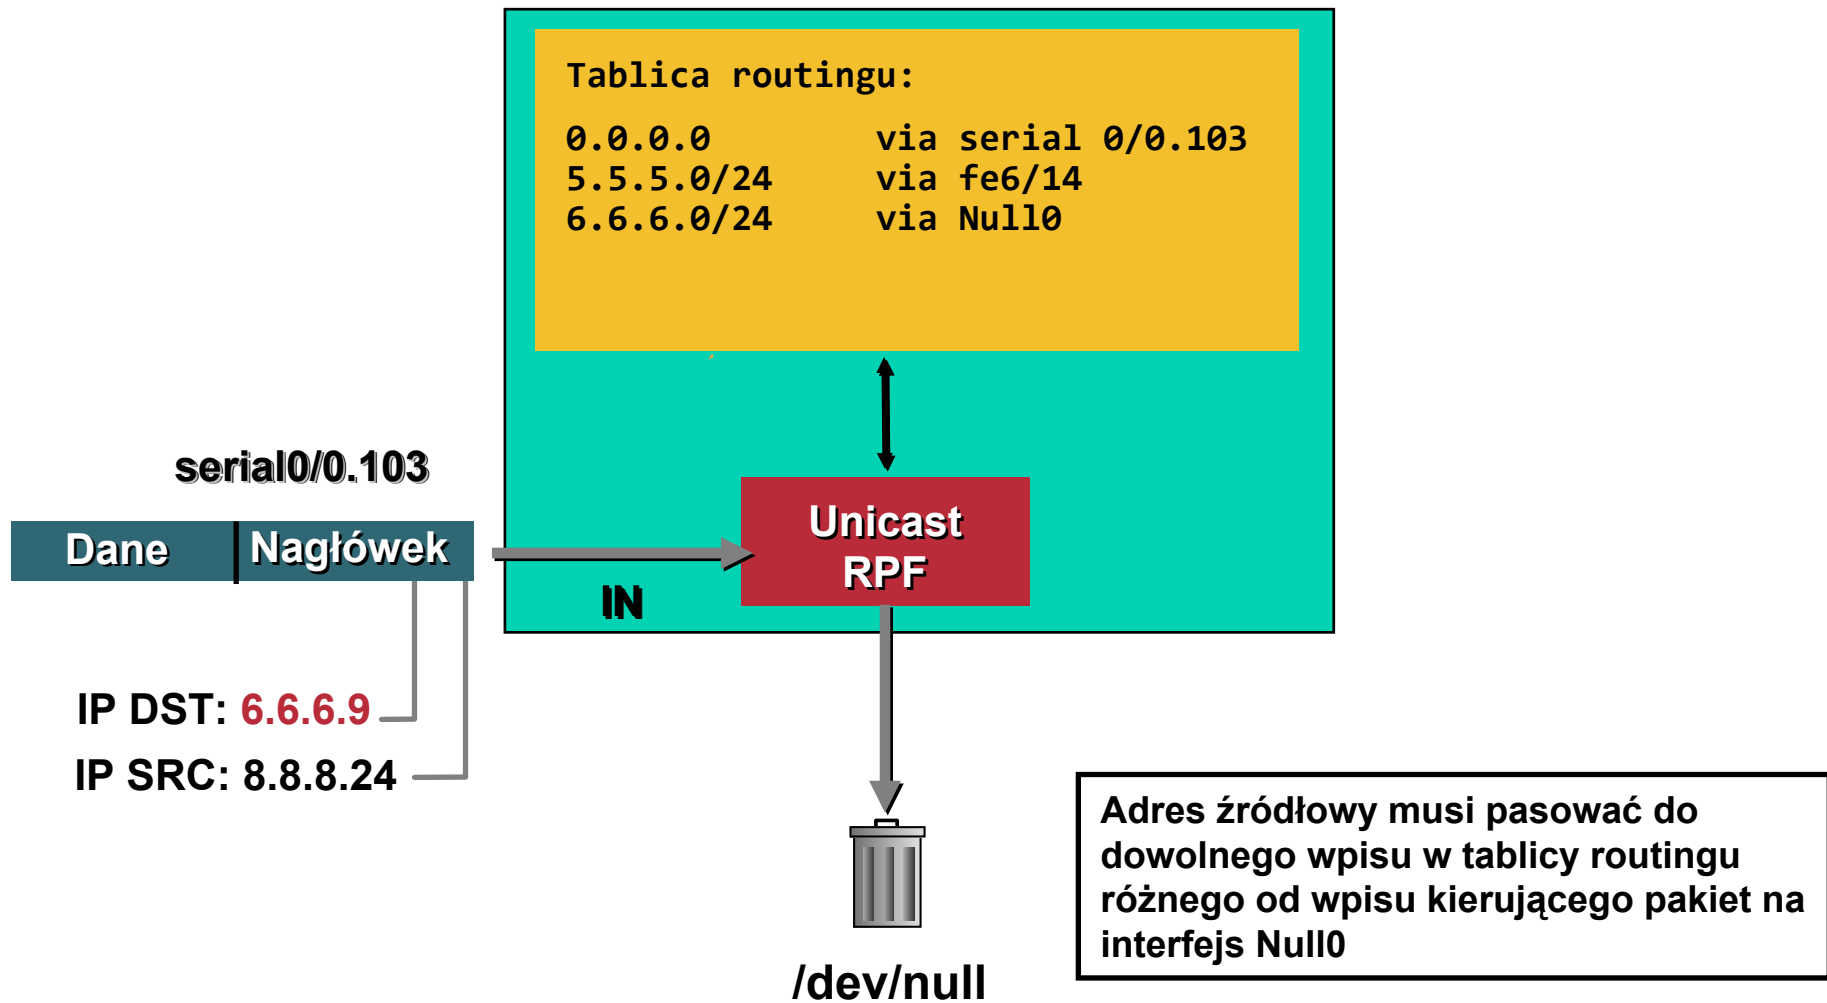 Tablica routingu:
0.0.0.0 via serial 0/0.103
5.5.5.0/24 via fe6/14
6.6.6.0/24 via Null0
serial0/0.103
Dane Nagłówek
IN
Unicast
RPF
IP DST: 6.6.6.9
IP SRC: 8.8.8.24
/dev/null
Adres źródłowy musi pasować do
dowolnego wpisu w tablicy routingu
różnego od wpisu kierującego pakiet na
interfejs Null0